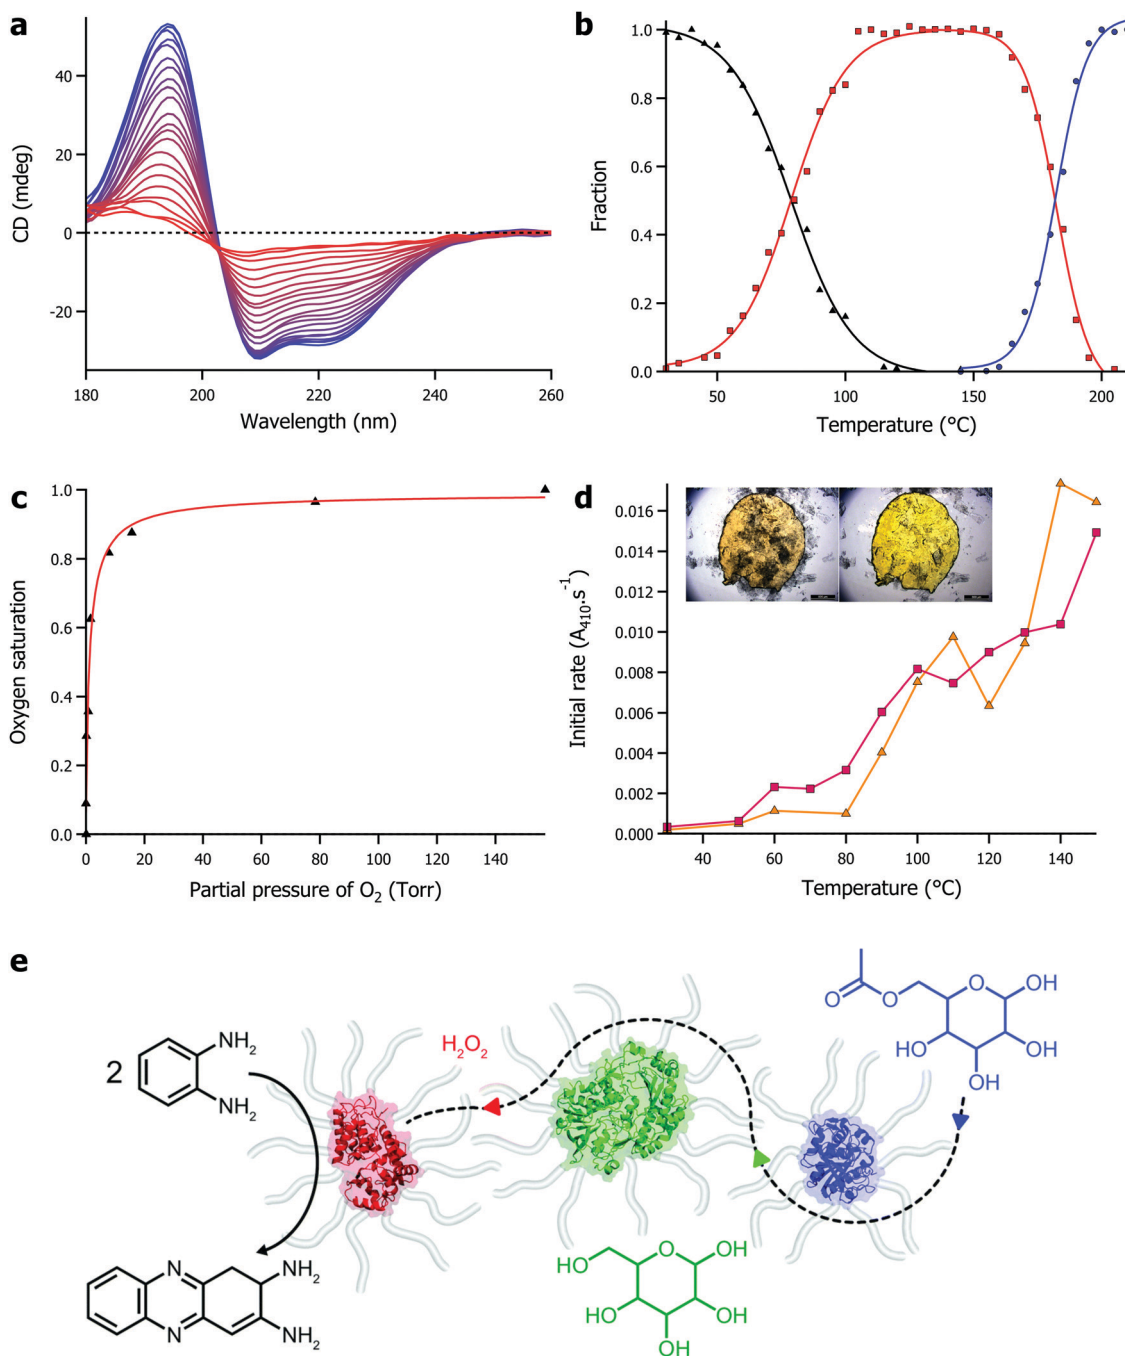 a
CD (mdeg)
40
20
0
-20
180
200
220
240
260
Wavelength (nm)
b
Fraction
1.0
0.8
0.6
0.4
0.2
0.0
50
100
150
200
Temperature (°C)
c
Oxygen saturation
1.0
0.8
0.6
0.4
0.2
0.0
0
20
40
60
80
100
120
140
Partial pressure of O₂ (Torr)
d
Initial rate (A₄₁₀.s⁻¹)
0.016
0.014
0.012
0.010
0.008
0.006
0.004
0.002
0.000
40
60
80
100
120
140
Temperature (°C)
e
2
NH₂
NH₂
H₂O₂
O
O
O
OH
HO
OH
OH
N
N
NH₂
NH₂
HO
O
OH
HO
OH
OH